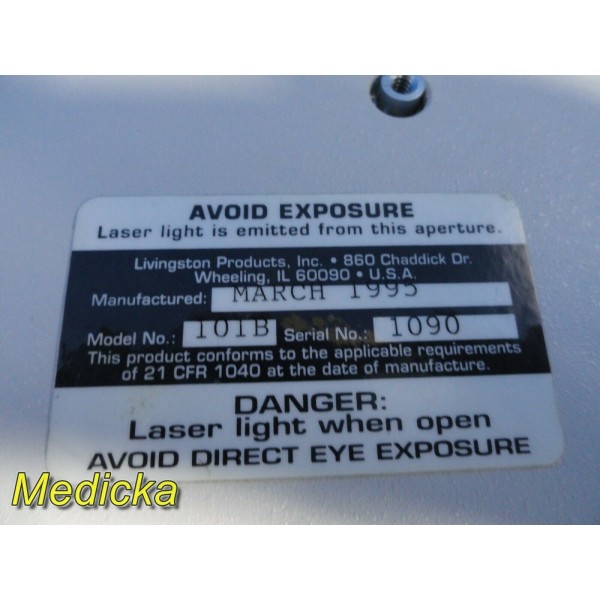 AVOID EXPOSURE
Laser light is emitted from this aperture.
Livingston Products, Inc. • 860 Chaddick Dr.
Wheeling, IL 60090 • U.S.A.
Manufactured: MARCH 1995
Model No.: 101B Serial No.: 1090
This product conforms to the applicable requirements
of 21 CFR 1040 at the date of manufacture.
DANGER:
Laser light when open
AVOID DIRECT EYE EXPOSURE
Medicka